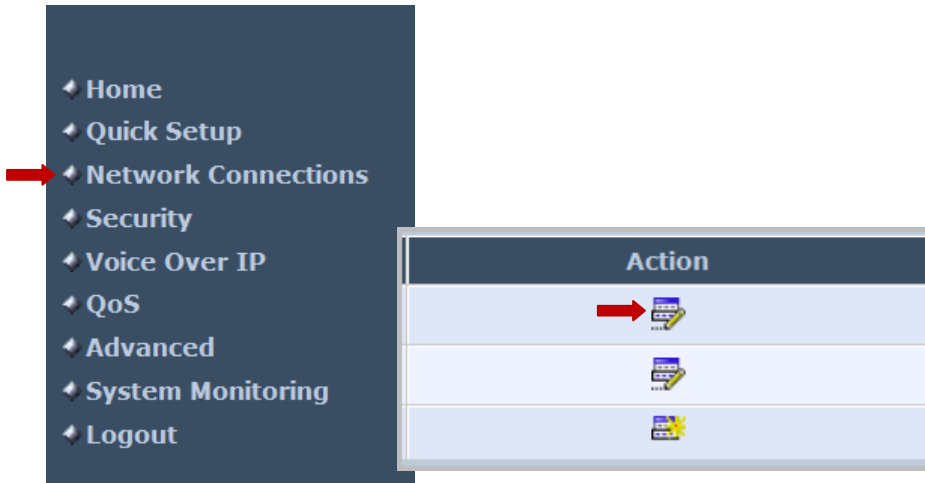 Home
Quick Setup
Network Connections
Security
Voice Over IP
QoS
Advanced
System Monitoring
Logout
Action